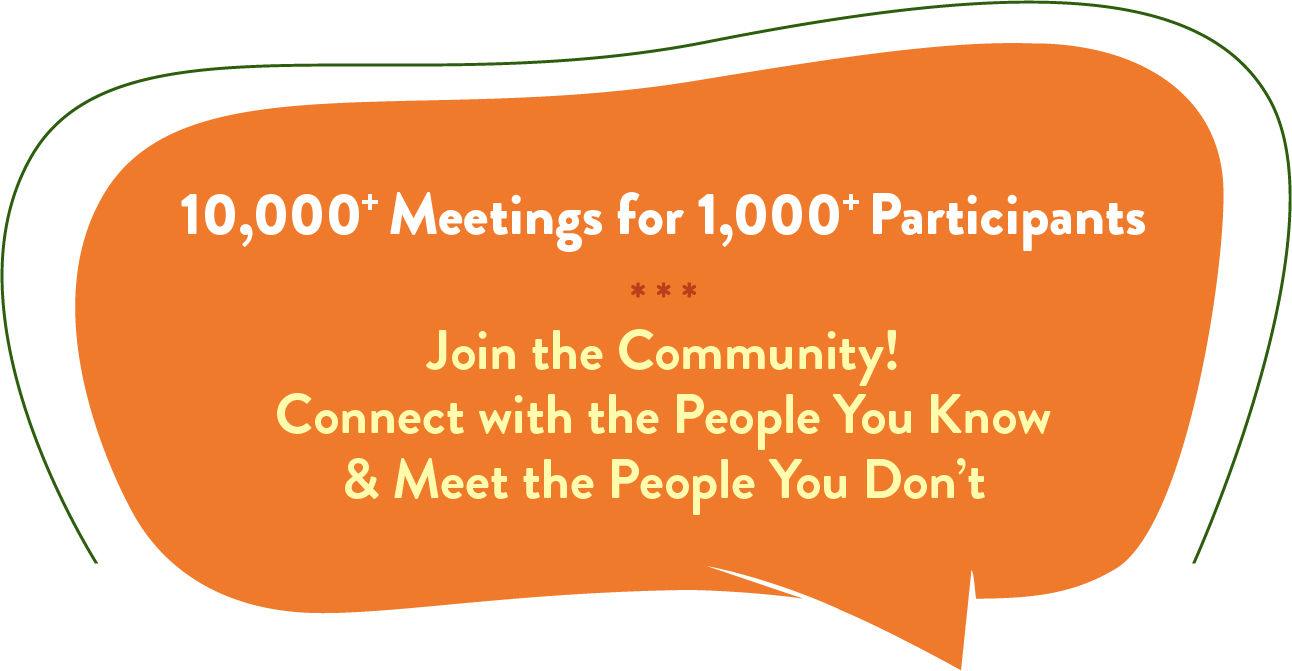 10,000+ Meetings for 1,000+ Participants
* * *
Join the Community!
Connect with the People You Know
& Meet the People You Don’t